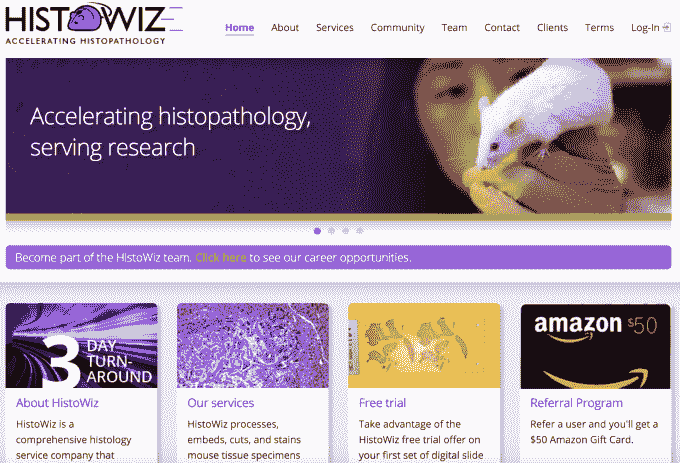 HISTOWIZ
ACCELERATING HISTOPATHOLOGY
Home About Services Community Team Contact Clients Terms Log-In
Accelerating histopathology,
serving research
Become part of the HistoWiz team. Click here to see our career opportunities.
3 DAY
TURN-
AROUND
amazon $50
About HistoWiz
HistoWiz is a
comprehensive histology
service company that
Our services
HistoWiz processes,
embeds, cuts, and stains
mouse tissue specimens
Free trial
Take advantage of the
HistoWiz free trial offer on
your first set of digital slide
Referral Program
Refer a user and you'll get a
$50 Amazon Gift Card.